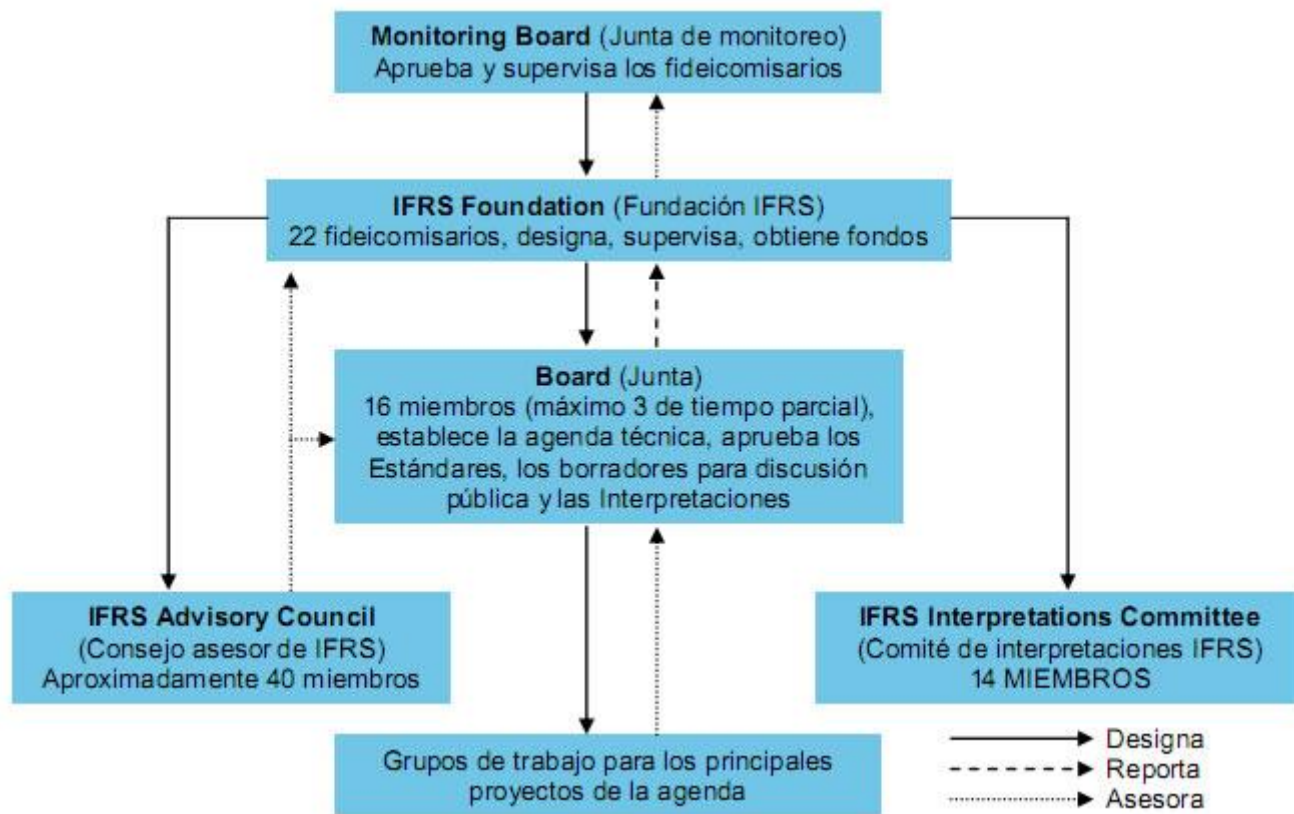 Monitoring Board (Junta de monitoreo)
Aprueba y supervisa los fideicomisarios
IFRS Foundation (Fundación IFRS)
22 fideicomisarios, designa, supervisa, obtiene fondos
Board (Junta)
16 miembros (máximo 3 de tiempo parcial),
establece la agenda técnica, aprueba los
Estándares, los borradores para discusión
pública y las Interpretaciones
IFRS Advisory Council
(Consejo asesor de IFRS)
Aproximadamente 40 miembros
IFRS Interpretations Committee
(Comité de interpretaciones IFRS)
14 MIEMBROS
Grupos de trabajo para los principales
proyectos de la agenda
Designa
Reporta
Asesora